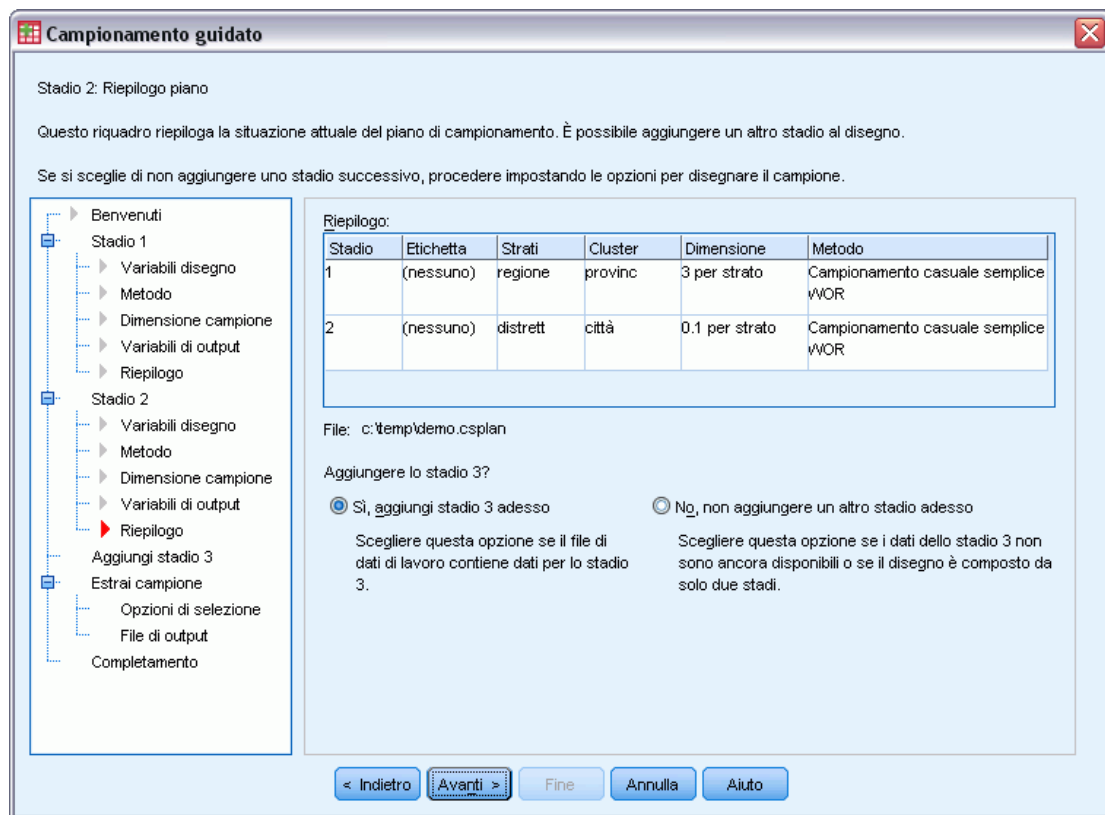 Campionamento guidato
Stadio 2: Riepilogo piano
Questo riquadro riepiloga la situazione attuale del piano di campionamento. È possibile aggiungere un altro stadio al disegno.
Se si sceglie di non aggiungere uno stadio successivo, procedere impostando le opzioni per disegnare il campione.
Benvenuti
Stadio 1
Variabili disegno
Metodo
Dimensione campione
Variabili di output
Riepilogo
Stadio 2
Variabili disegno
Metodo
Dimensione campione
Variabili di output
Riepilogo
Aggiungi stadio 3
Estrai campione
Opzioni di selezione
File di output
Completamento
Riepilogo:
Stadio Etichetta Strati Cluster Dimensione Metodo
1 (nessuno) regione provinc 3 per strato Campionamento casuale semplice
WOR
2 (nessuno) distrett città 0.1 per strato Campionamento casuale semplice
WOR
File: c:\temp\demo.csplan
Aggiungere lo stadio 3?
Sì, aggiungi stadio 3 adesso
Scegliere questa opzione se il file di
dati di lavoro contiene dati per lo stadio
3.
No, non aggiungere un altro stadio adesso
Scegliere questa opzione se i dati dello stadio 3 non
sono ancora disponibili o se il disegno è composto da
solo due stadi.
< Indietro Avanti > Fine Annulla Aiuto